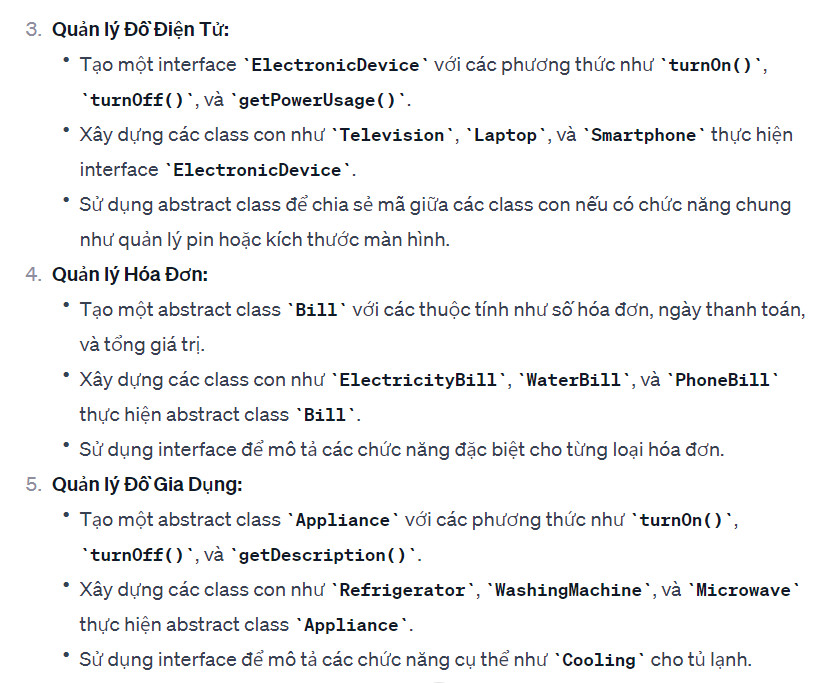 3. Quản lý Đồ Điện Tử:
• Tạo một interface `ElectronicDevice` với các phương thức như `turnOn()`,
`turnOff()`, và `getPowerUsage()`.
• Xây dựng các class con như `Television`, `Laptop`, và `Smartphone` thực hiện
interface `ElectronicDevice`.
• Sử dụng abstract class để chia sẻ mã giữa các class con nếu có chức năng chung
như quản lý pin hoặc kích thước màn hình.
4. Quản lý Hóa Đơn:
• Tạo một abstract class `Bill` với các thuộc tính như số hóa đơn, ngày thanh toán,
và tổng giá trị.
• Xây dựng các class con như `ElectricityBill`, `WaterBill`, và `PhoneBill`
thực hiện abstract class `Bill`.
• Sử dụng interface để mô tả các chức năng đặc biệt cho từng loại hóa đơn.
5. Quản lý Đồ Gia Dụng:
• Tạo một abstract class `Appliance` với các phương thức như `turnOn()`,
`turnOff()`, và `getDescription()`.
• Xây dựng các class con như `Refrigerator`, `WashingMachine`, và `Microwave`
thực hiện abstract class `Appliance`.
• Sử dụng interface để mô tả các chức năng cụ thể như `Cooling` cho tủ lạnh.